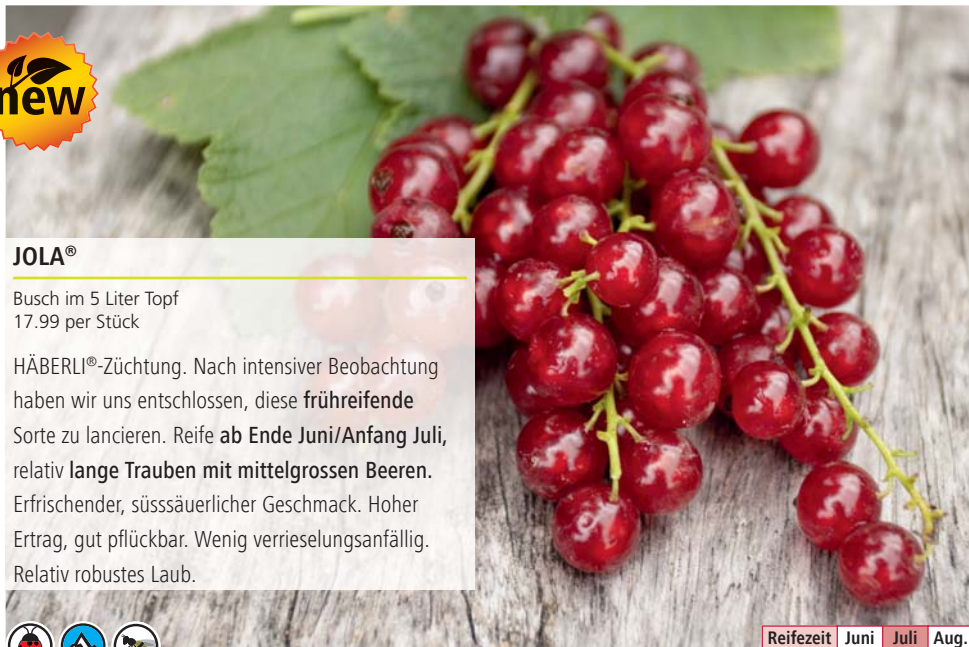 new
JOLA®
Busch im 5 Liter Topf
17.99 per Stück
HÄBERLI®-Züchtung. Nach intensiver Beobachtung
haben wir uns entschlossen, diese frühreifende
Sorte zu lancieren. Reife ab Ende Juni/Anfang Juli,
relativ lange Trauben mit mittelgrossen Beeren.
Erfrischender, süsssäuerlicher Geschmack. Hoher
Ertrag, gut pflückbar. Wenig verrieselungsanfällig.
Relativ robustes Laub.
Reifezeit Juni Juli Aug.